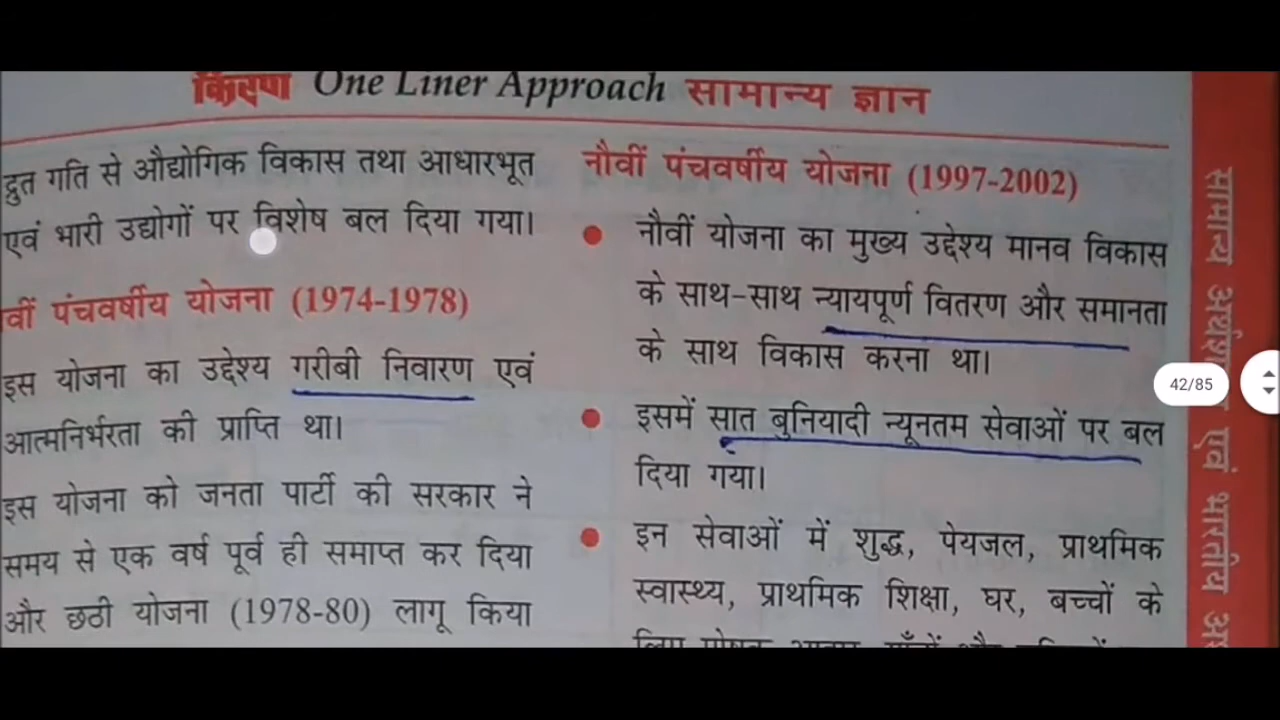 किरण One Liner Approach सामान्य ज्ञान
द्रुत गति से औद्योगिक विकास तथा आधारभूत
एवं भारी उद्योगों पर विशेष बल दिया गया।
वीं पंचवर्षीय योजना (1974-1978)
इस योजना का उद्देश्य गरीबी निवारण एवं
आत्मनिर्भरता की प्राप्ति था।
इस योजना को जनता पार्टी की सरकार ने
समय से एक वर्ष पूर्व ही समाप्त कर दिया
और छठी योजना (1978-80) लागू किया
नौवीं पंचवर्षीय योजना (1997-2002)
नौवीं योजना का मुख्य उद्देश्य मानव विकास
के साथ-साथ न्यायपूर्ण वितरण और समानता
के साथ विकास करना था।
इसमें सात बुनियादी न्यूनतम सेवाओं पर बल
दिया गया।
इन सेवाओं में शुद्ध, पेयजल, प्राथमिक
स्वास्थ्य, प्राथमिक शिक्षा, घर, बच्चों के
42/85
सामान्य एवं भारतीय